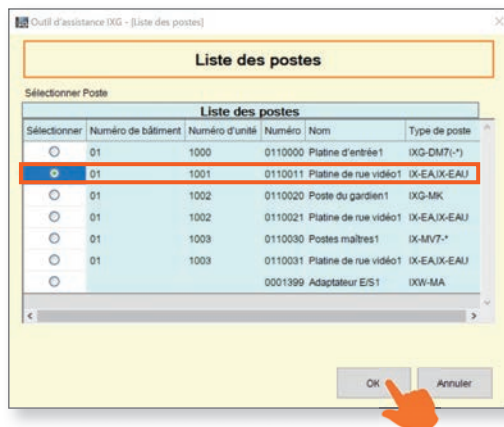 Outil d'assistance IXG - [Liste des postes]
Liste des postes
Sélectionner Poste
Liste des postes
Sélectionner Numéro de bâtiment Numéro d'unité Numéro Nom Type de poste
01 1000 0110000 Platine d'entrée1 IXG-DM7(-*)
01 1001 0110011 Platine de rue vidéo1 IX-EA,IX-EAU
01 1002 0110020 Poste du gardien1 IXG-MK
01 1002 0110021 Platine de rue vidéo1 IX-EA,IX-EAU
01 1003 0110030 Postes maîtres1 IX-MV7-*
01 1003 0110031 Platine de rue vidéo1 IX-EA,IX-EAU
0001399 Adaptateur E/S1 IXW-MA
OK Annuler